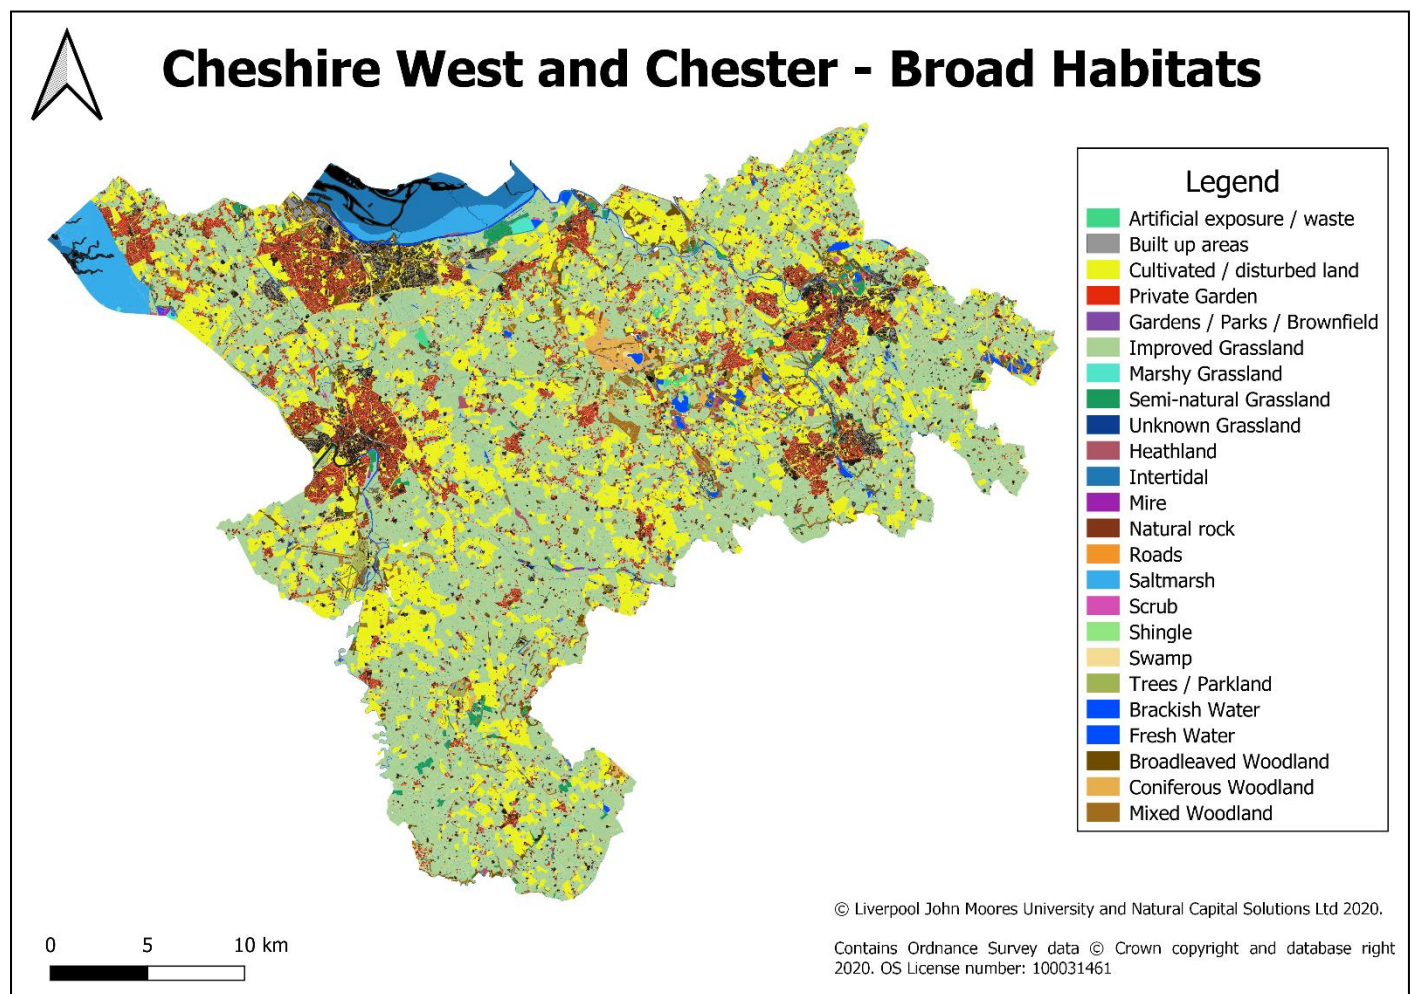 Cheshire West and Chester - Broad Habitats
Legend
Artificial exposure / waste
Built up areas
Cultivated / disturbed land
Private Garden
Gardens / Parks / Brownfield
Improved Grassland
Marshy Grassland
Semi-natural Grassland
Unknown Grassland
Heathland
Intertidal
Mire
Natural rock
Roads
Saltmarsh
Scrub
Shingle
Swamp
Trees / Parkland
Brackish Water
Fresh Water
Broadleaved Woodland
Coniferous Woodland
Mixed Woodland
© Liverpool John Moores University and Natural Capital Solutions Ltd 2020.
Contains Ordnance Survey data © Crown copyright and database right
2020. OS License number: 100031461
0 5 10 km